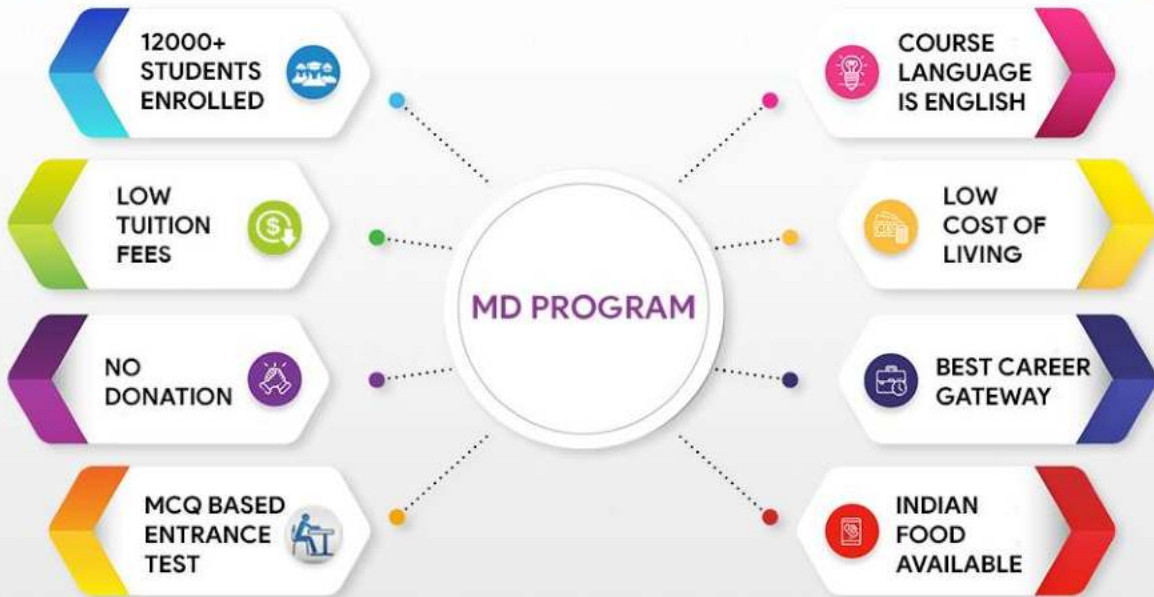 12000+
STUDENTS
ENROLLED
LOW
TUITION
FEES
NO
DONATION
MCQ BASED
ENTRANCE
TEST
MD PROGRAM
COURSE
LANGUAGE
IS ENGLISH
LOW
COST OF
LIVING
BEST CAREER
GATEWAY
INDIAN
FOOD
AVAILABLE